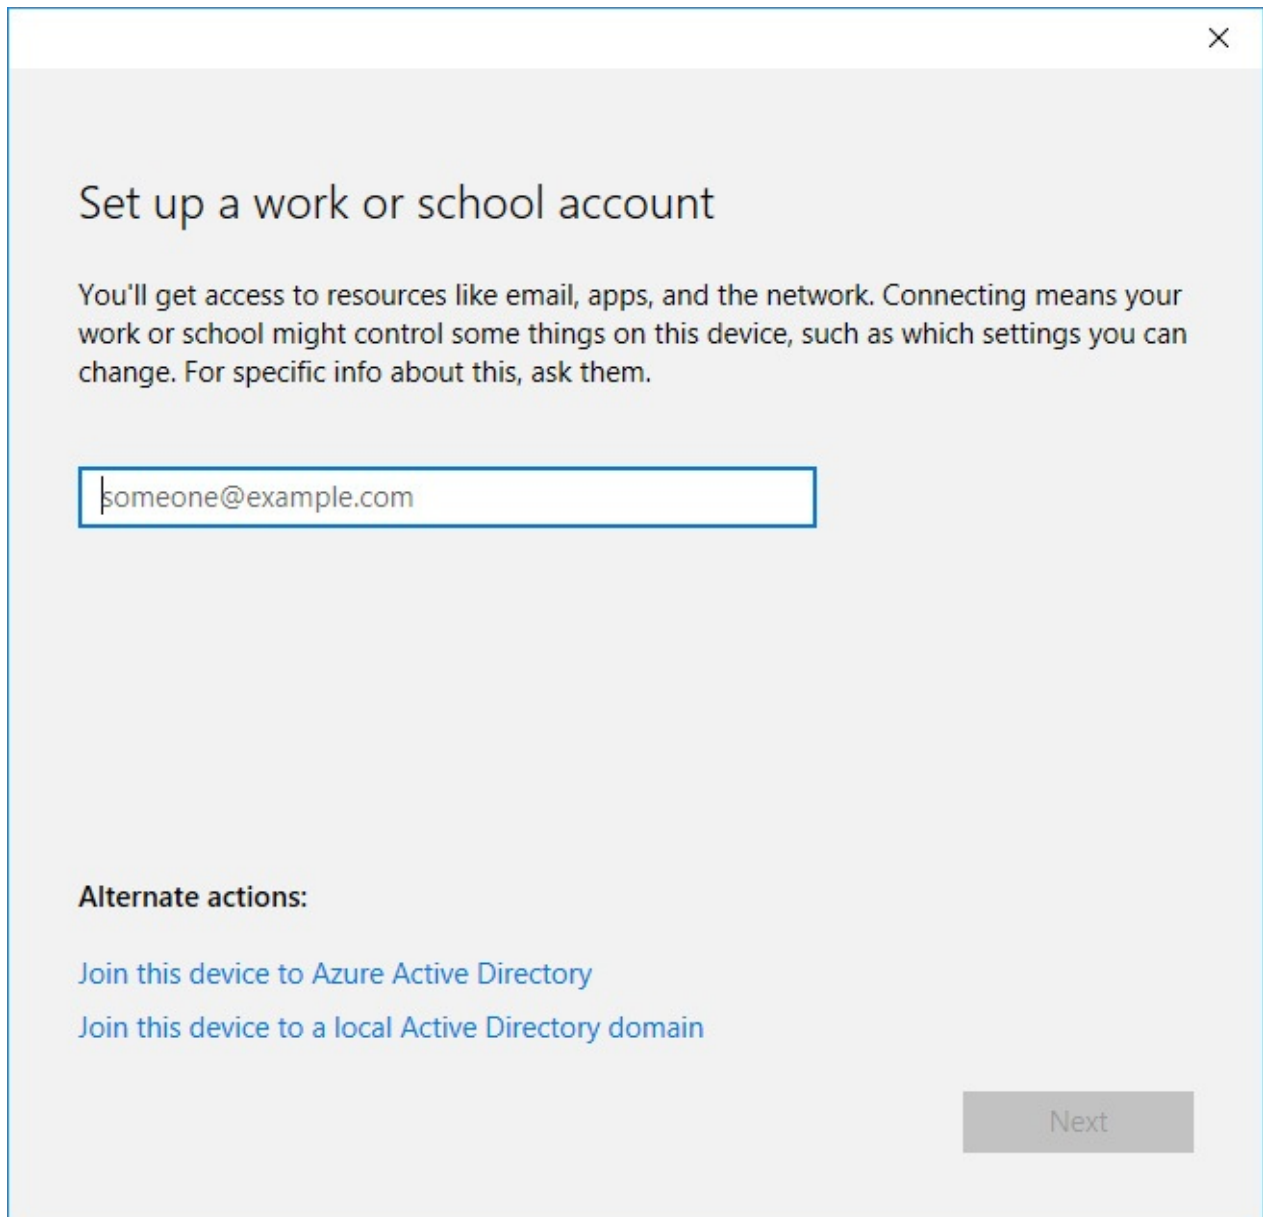 Set up a work or school account
You'll get access to resources like email, apps, and the network. Connecting means your
work or school might control some things on this device, such as which settings you can
change. For specific info about this, ask them.
someone@example.com
Alternate actions:
Join this device to Azure Active Directory
Join this device to a local Active Directory domain
Next